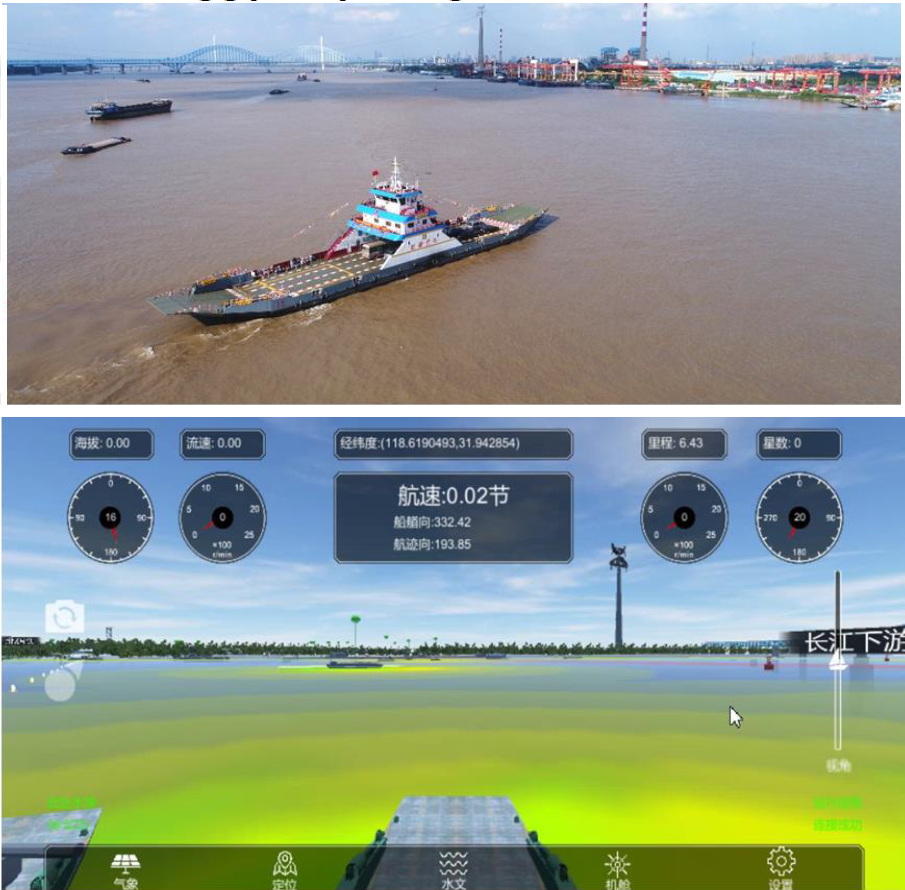 海拔: 0.00
流速: 0.00
经纬度:(118.6190493,31.942854)
里程: 6.43
星数: 0
航速:0.02节
船艏向:332.42
航迹向:193.85
0
90
16
90
180
0
5
10
15
20
25
0
×100
r/min
0
5
10
15
20
25
0
×100
r/min
0
270
20
90
180
长江下游
视角
连接成功
气象
定位
水文
机舱
设置